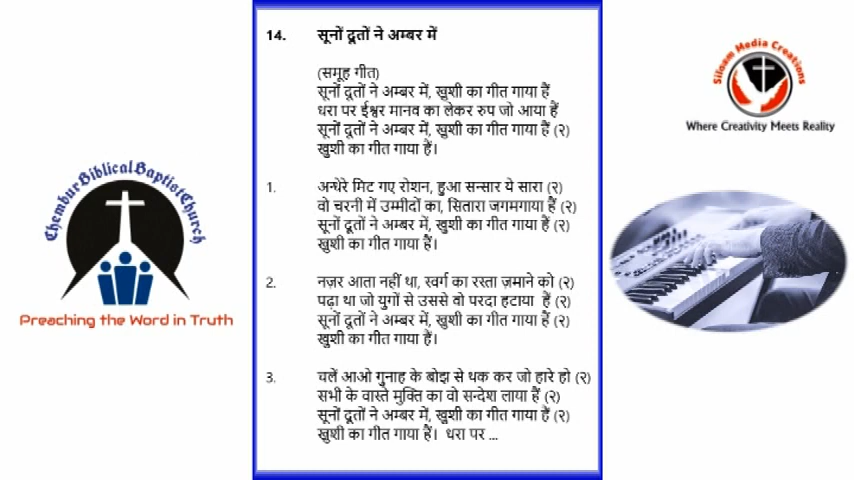 14. सूनों दूतों ने अम्बर में
(समूह गीत)
सूनों दूतों ने अम्बर में, खुशी का गीत गाया हैं
धरा पर ईश्वर मानव का लेकर रुप जो आया हैं
सूनों दूतों ने अम्बर में, खुशी का गीत गाया हैं (२)
खुशी का गीत गाया हैं।
1. अन्धेरे मिट गए रोशन, हुआ सन्सार ये सारा (२)
वो चरनी में उम्मीदों का, सितारा जगमगाया हैं (२)
सूनों दूतों ने अम्बर में, खुशी का गीत गाया हैं (२)
खुशी का गीत गाया हैं।
2. नज़र आता नहीं था, स्वर्ग का रस्ता ज़माने को (२)
पढ़ा था जो युगों से उससे वो परदा हटाया हैं (२)
सूनों दूतों ने अम्बर में, खुशी का गीत गाया हैं (२)
खुशी का गीत गाया हैं।
3. चलें आओ गुनाह के बोझ से थक कर जो हारे हो (२)
सभी के वास्ते मुक्ति का वो सन्देश लाया हैं (२)
सूनों दूतों ने अम्बर में, खुशी का गीत गाया हैं (२)
खुशी का गीत गाया हैं। धरा पर ...
Chembur Biblical Baptist Church
Preaching the Word in Truth
Siloam Media Creations
Where Creativity Meets Reality